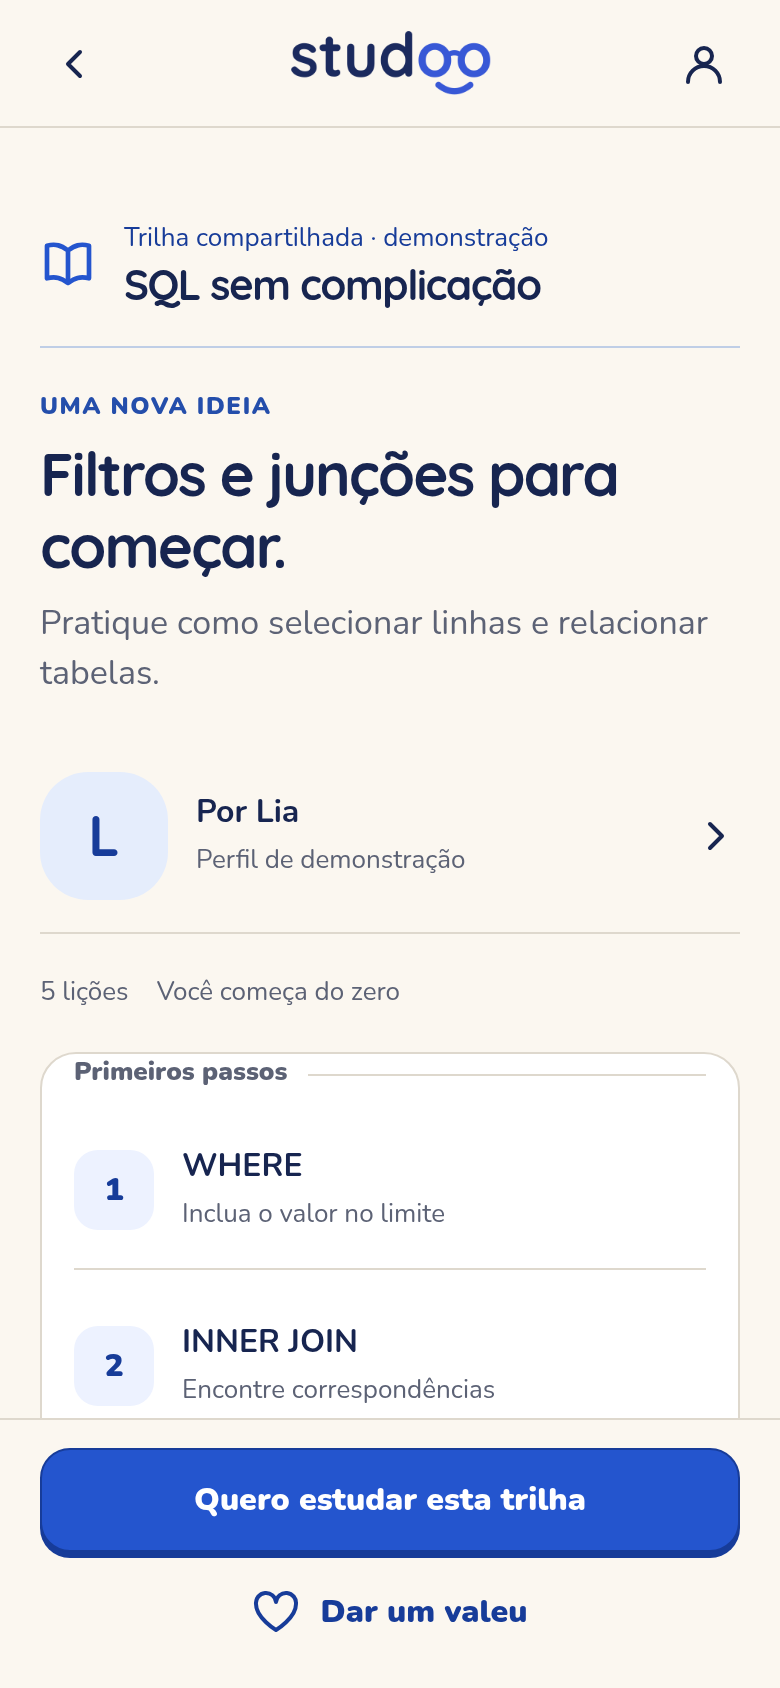 studoo
Trilha compartilhada · demonstração
SQL sem complicação
UMA NOVA IDEIA
Filtros e junções para
começar.
Pratique como selecionar linhas e relacionar
tabelas.
L
Por Lia
Perfil de demonstração
5 lições Você começa do zero
Primeiros passos
1
WHERE
Inclua o valor no limite
2
INNER JOIN
Encontre correspondências
Quero estudar esta trilha
Dar um valeu